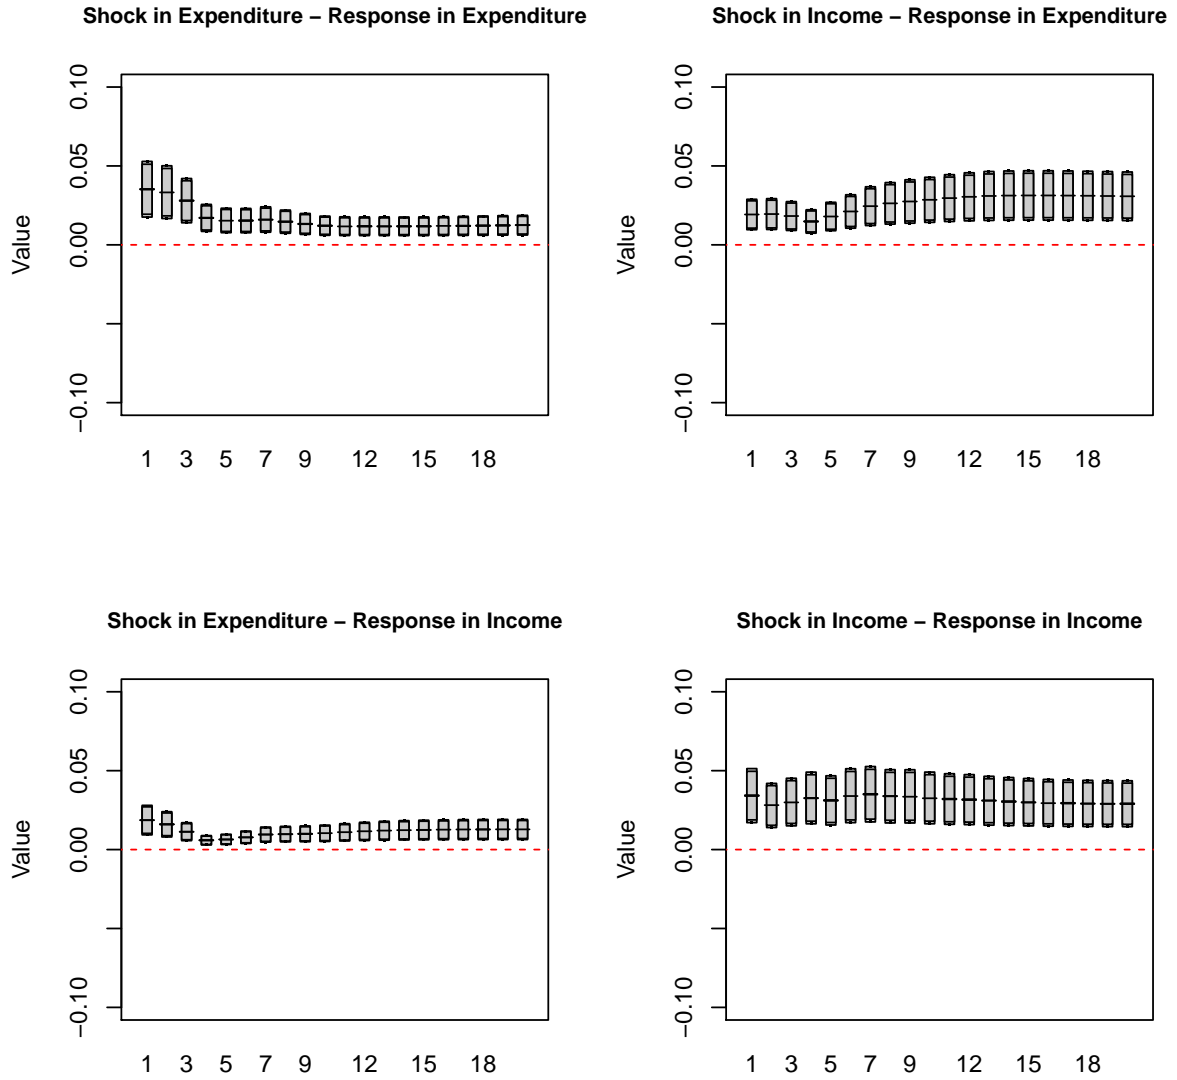 Shock in Expenditure − Response in Expenditure
Value
0.10
0.05
0.00
−0.10
1 3 5 7 9 12 15 18
Shock in Income − Response in Expenditure
Value
0.10
0.05
0.00
−0.10
1 3 5 7 9 12 15 18
Shock in Expenditure − Response in Income
Value
0.10
0.05
0.00
−0.10
1 3 5 7 9 12 15 18
Shock in Income − Response in Income
Value
0.10
0.05
0.00
−0.10
1 3 5 7 9 12 15 18